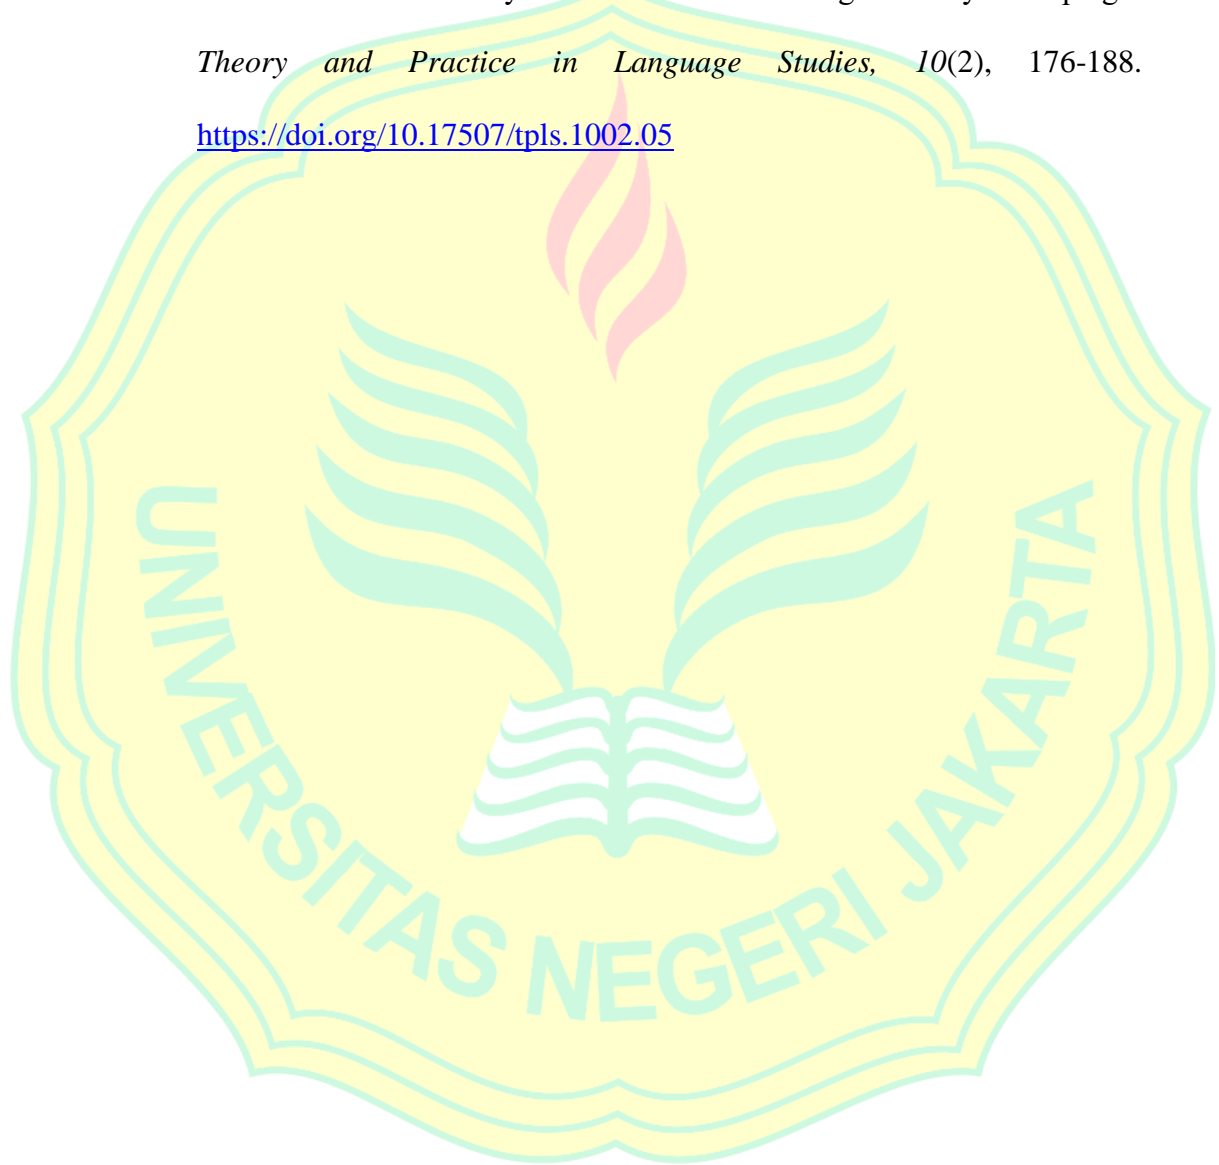 Theory and Practice in Language Studies, 10(2), 176-188.
https://doi.org/10.17507/tpls.1002.05
UNIVERSITAS NEGERI JAKARTA